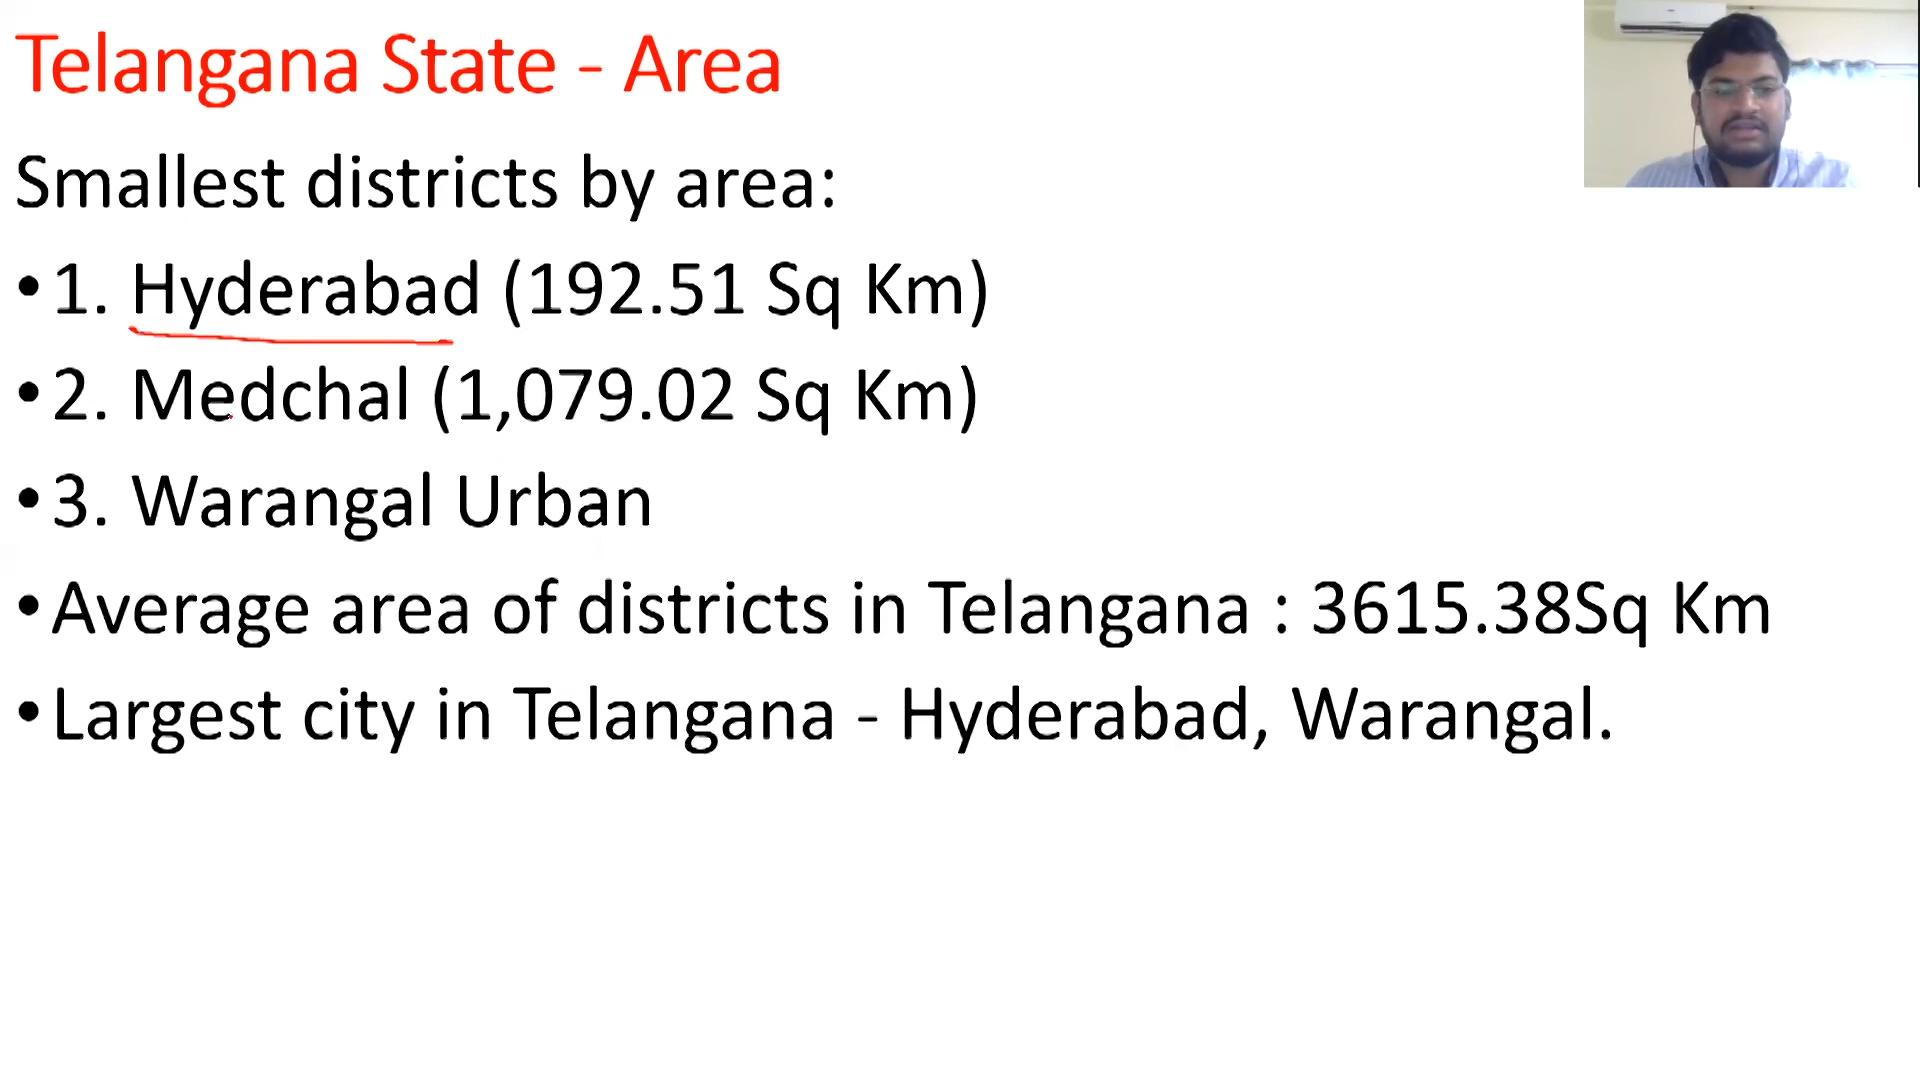 Telangana State - Area
Smallest districts by area:
•1. Hyderabad (192.51 Sq Km)
•2. Medchal (1,079.02 Sq Km)
•3. Warangal Urban
•Average area of districts in Telangana : 3615.38Sq Km
•Largest city in Telangana - Hyderabad, Warangal.